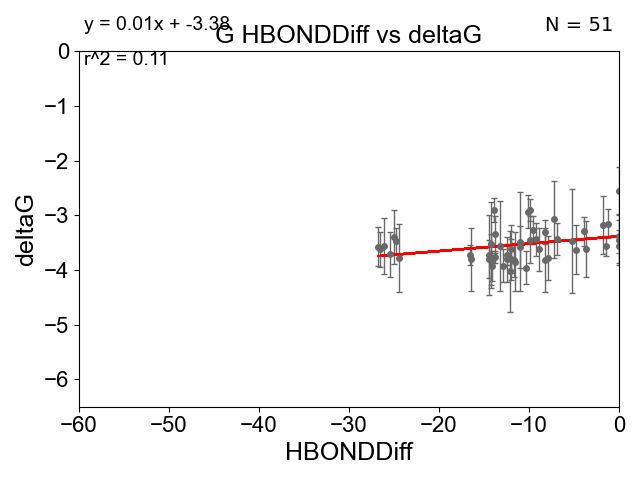 y = 0.01x + -3.38
N = 51
G HBONDDiff vs deltaG
r^2 = 0.11
0
−1
−2
−3
−4
−5
−6
deltaG
−60
−50
−40
−30
−20
−10
0
HBONDDiff